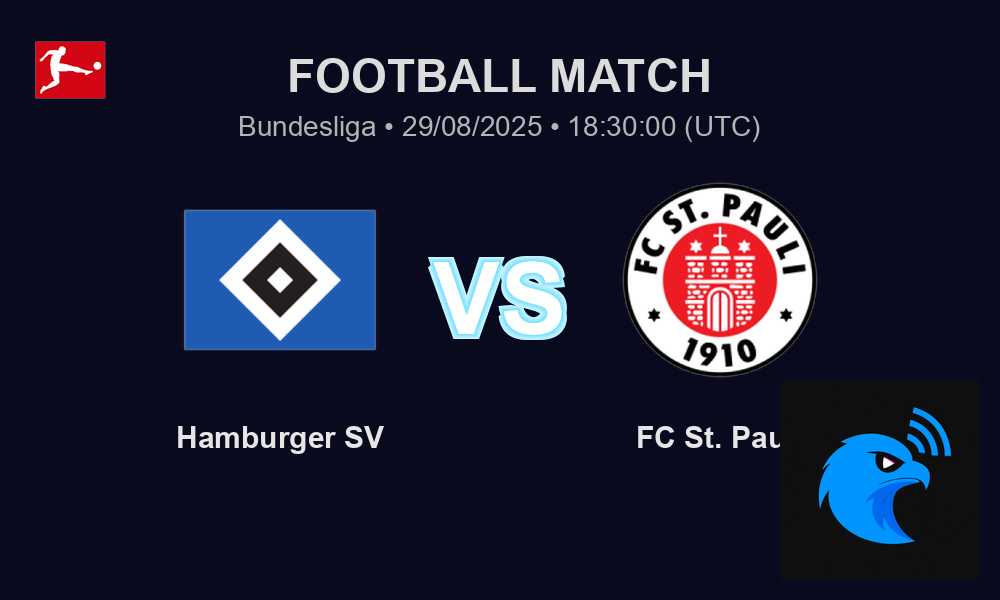 FOOTBALL MATCH
Bundesliga • 29/08/2025 • 18:30:00 (UTC)
FC ST. PAULI
1910
VS
Hamburger SV
FC St. Pau